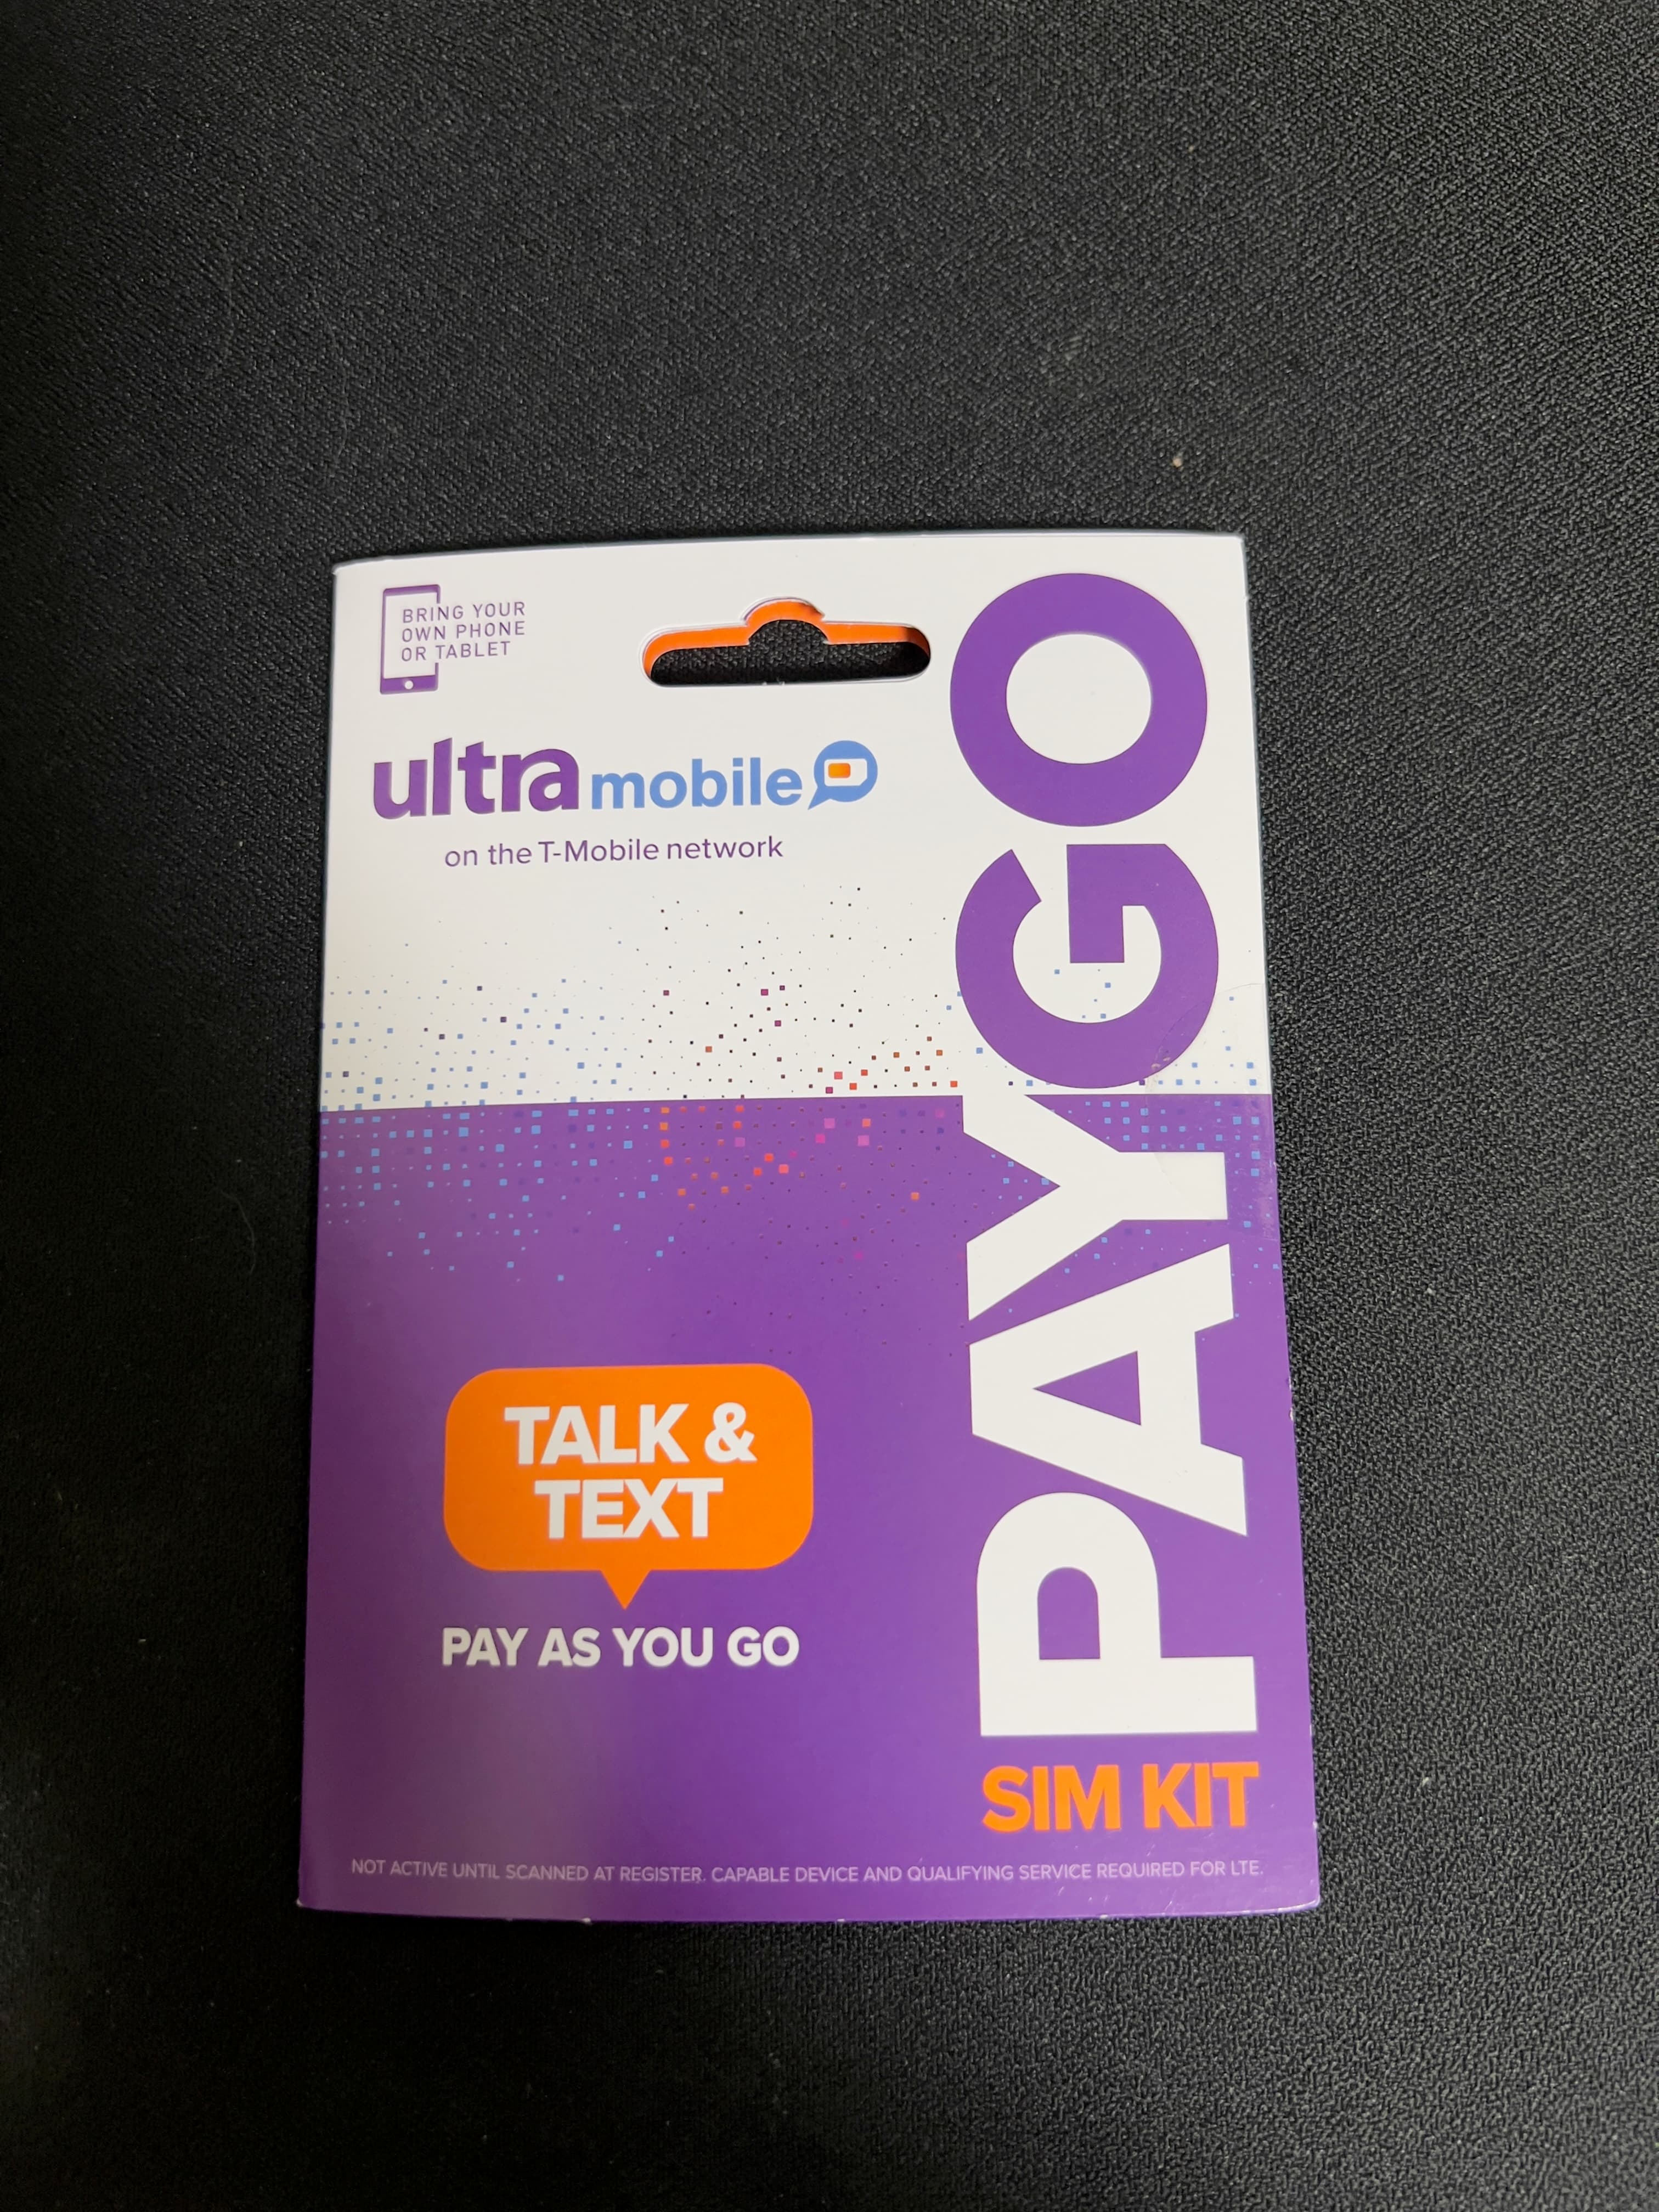 BRING YOUR
OWN PHONE
OR TABLET
ultra mobile
on the T-Mobile network
PAYGO
TALK &
TEXT
PAY AS YOU GO
SIM KIT
NOT ACTIVE UNTIL SCANNED AT REGISTER. CAPABLE DEVICE AND QUALIFYING SERVICE REQUIRED FOR LTE.